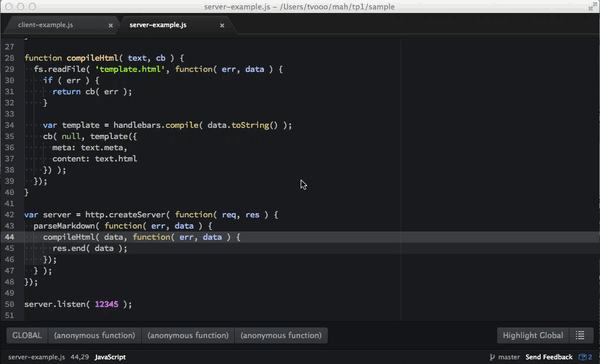 server-example.js – /Users/tvooo/mah/tp1/sample
client-example.js × server-example.js ×
27
28 function compileHtml( text, cb ) {
29 fs.readFile( 'template.html', function( err, data ) {
30 if ( err ) {
31 return cb( err );
32 }
33
34 var template = handlebars.compile( data.toString() );
35 cb( null, template({
36 meta: text.meta,
37 content: text.html
38 }) );
39 });
40 }
41
42 var server = http.createServer( function( req, res ) {
43 parseMarkdown( function( err, data ) {
44 compileHtml( data, function( err, data ) {
45 res.end( data );
46 });
47 } );
48 });
49
50 server.listen( 12345 );
51
GLOBAL (anonymous function) (anonymous function) (anonymous function) Highlight Global
server-example.js 44,29 JavaScript master Send Feedback 2